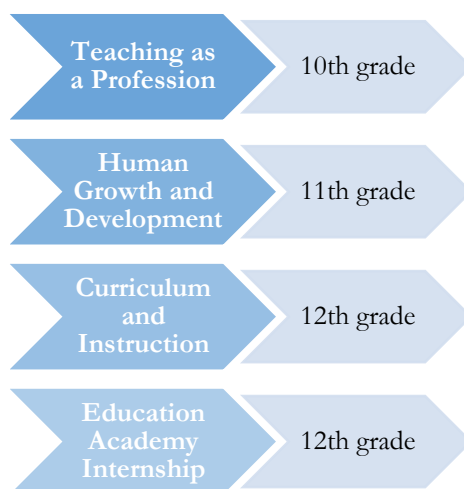 Teaching as
a Profession
10th grade
Human
Growth and
Development
11th grade
Curriculum
and
Instruction
12th grade
Education
Academy
Internship
12th grade